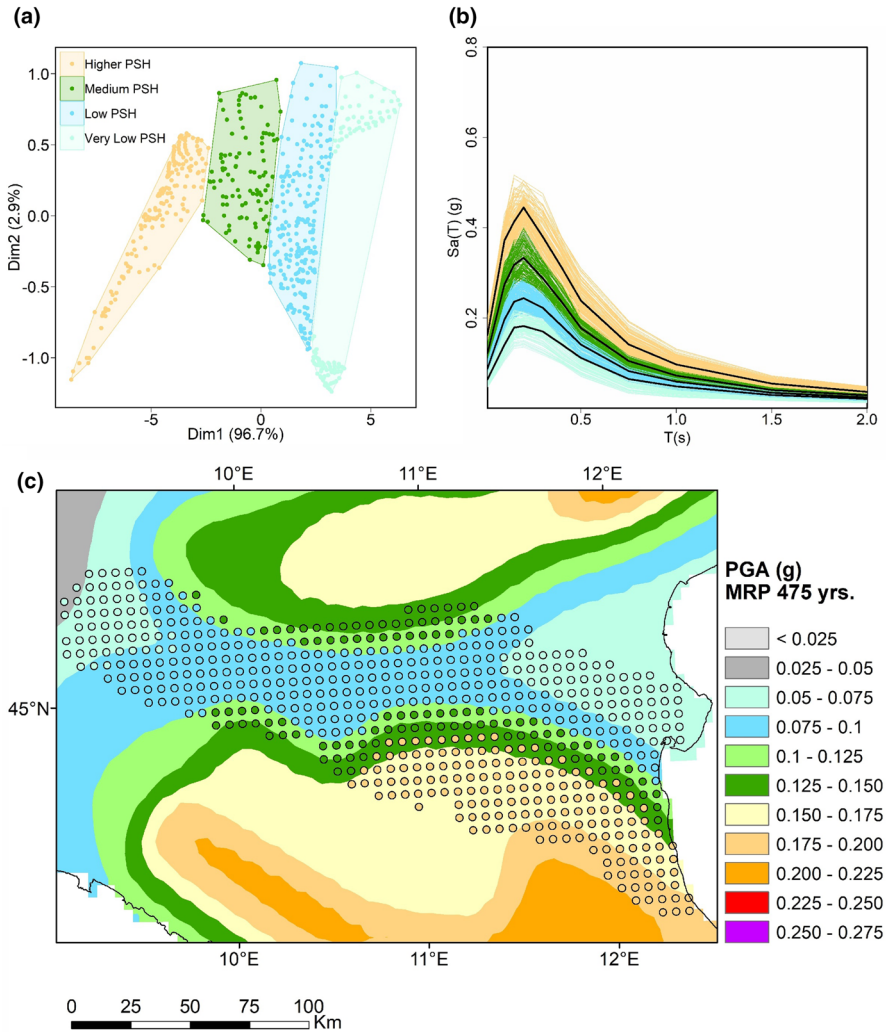 (a)
Higher PSH
Medium PSH
Low PSH
Very Low PSH
1.0
0.5
0.0
-0.5
-1.0
Dim2 (2.9%)
-5
0
5
Dim1 (96.7%)
(b)
0.8
0.6
0.4
0.2
Sa(T) (g)
0.5
1.0
1.5
2.0
T(s)
(c)
10°E
11°E
12°E
45°N
10°E
11°E
12°E
PGA (g)
MRP 475 yrs.
< 0.025
0.025 - 0.05
0.05 - 0.075
0.075 - 0.1
0.1 - 0.125
0.125 - 0.150
0.150 - 0.175
0.175 - 0.200
0.200 - 0.225
0.225 - 0.250
0.250 - 0.275
0
25
50
75
100
Km